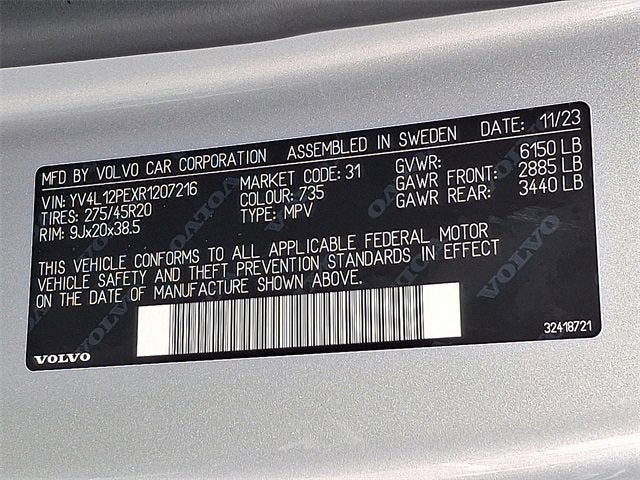 MFD BY VOLVO CAR CORPORATION ASSEMBLED IN SWEDEN DATE: 11/23
VIN: YV4L12PEXR1207216 MARKET CODE: 31 GVWR: 6150 LB
TIRES: 275/45R20 COLOUR: 735 GAWR FRONT: 2885 LB
RIM: 9Jx20x38.5 TYPE: MPV GAWR REAR: 3440 LB
THIS VEHICLE CONFORMS TO ALL APPLICABLE FEDERAL MOTOR
VEHICLE SAFETY AND THEFT PREVENTION STANDARDS IN EFFECT
ON THE DATE OF MANUFACTURE SHOWN ABOVE.
32418721
VOLVO